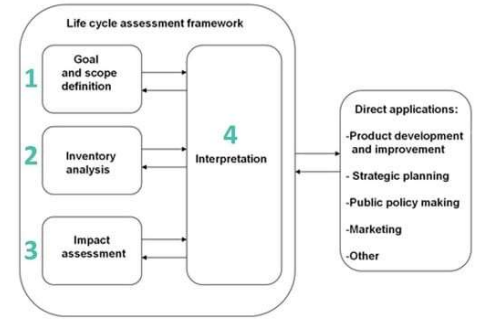 Life cycle assessment framework
1
Goal
and scope
definition
2
Inventory
analysis
3
Impact
assessment
4
Interpretation
Direct applications:
-Product development
and improvement
- Strategic planning
-Public policy making
-Marketing
-Other